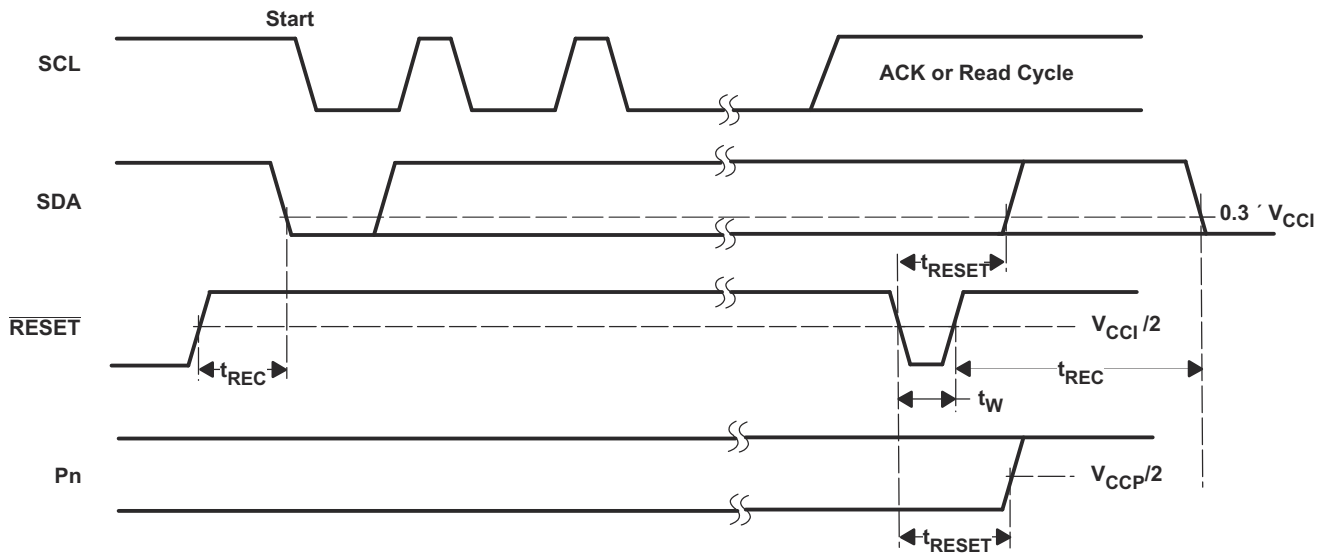 Start
SCL
ACK or Read Cycle
SDA
0.3 ´ VCCI
tRESET
RESET
VCCI /2
tREC
tREC
tW
Pn
VCCP/2
tRESET